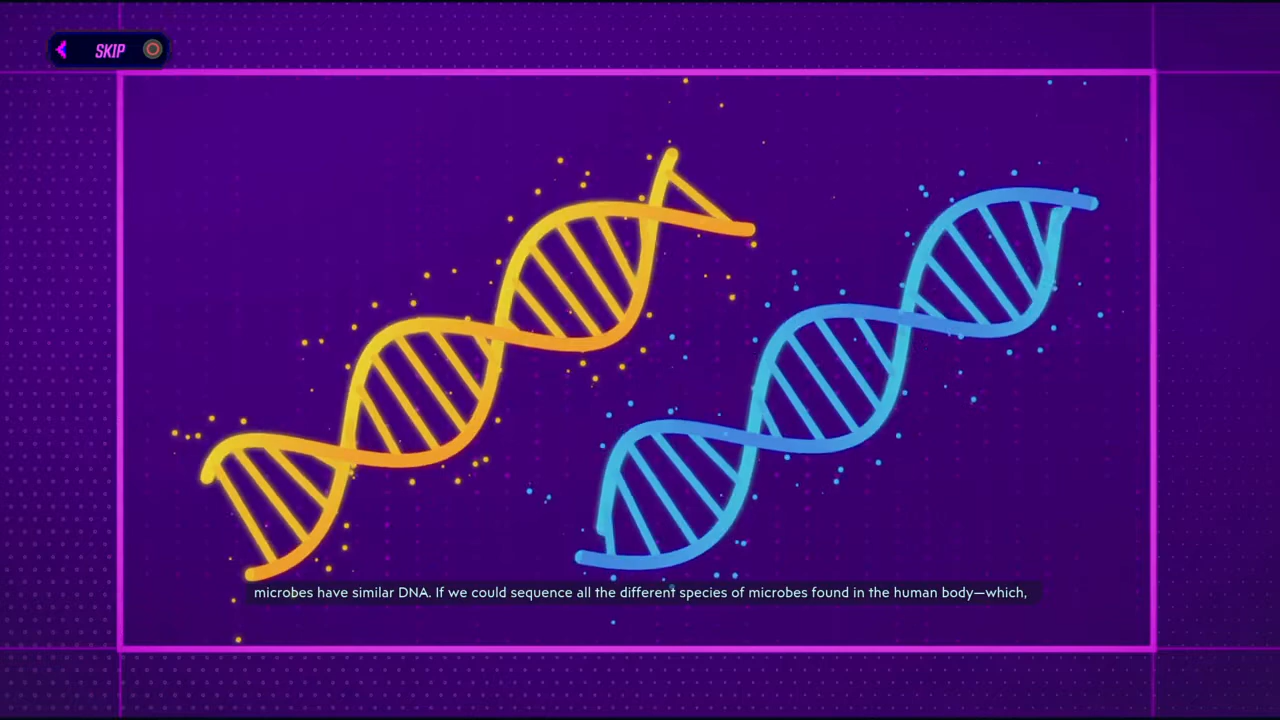 SKIP
microbes have similar DNA. If we could sequence all the different species of microbes found in the human body—which,